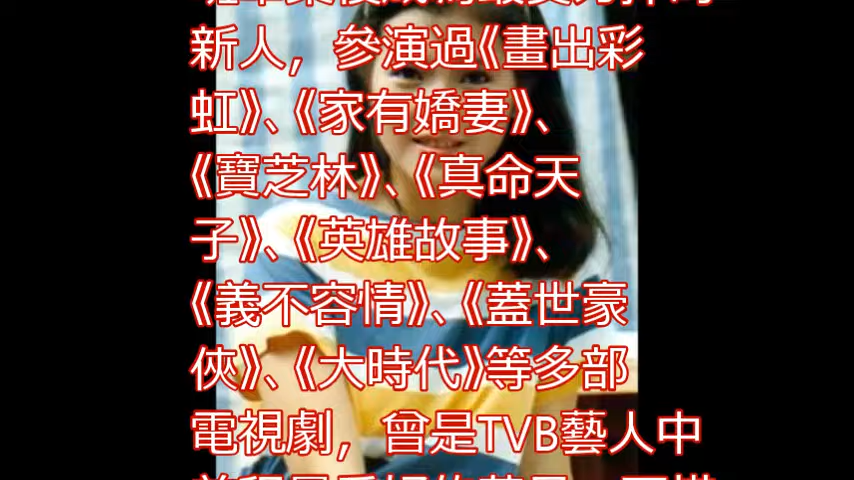 新人，參演過《畫出彩
虹》、《家有嬌妻》、
《寶芝林》、《真命天
子》、《英雄故事》、
《義不容情》、《蓋世豪
俠》、《大時代》等多部
電視劇，曾是TVB藝人中